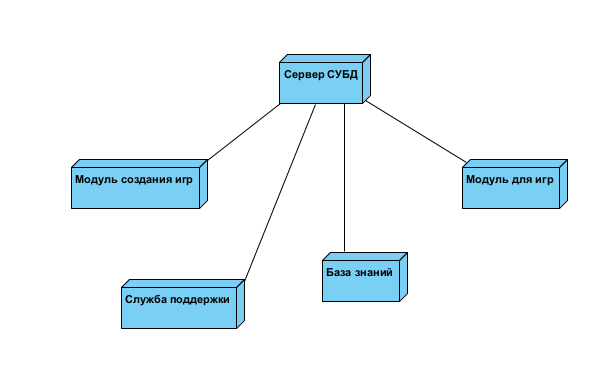 Сервер СУБД
Модуль создания игр
Модуль для игр
База знаний
Служба поддержки